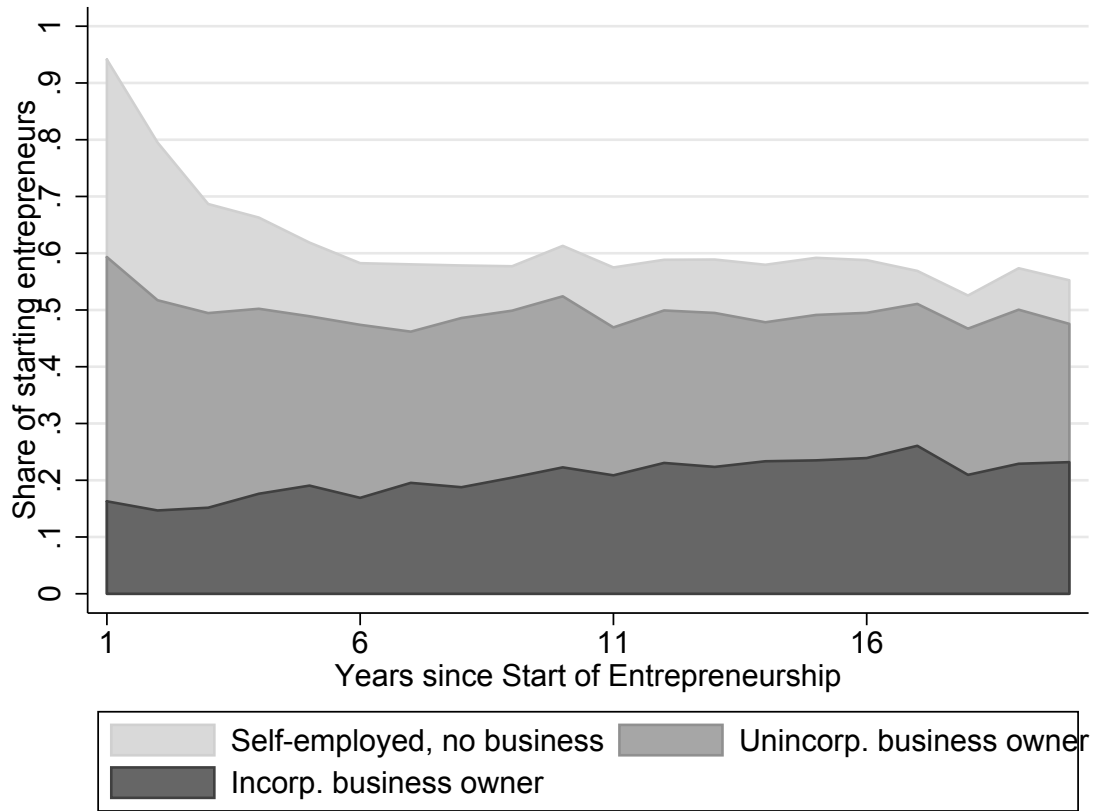 Share of starting entrepreneurs
1
.9
.8
.7
.6
.5
.4
.3
.2
.1
0
1 6 11 16
Years since Start of Entrepreneurship
Self-employed, no business Unincorp. business owner
Incorp. business owner